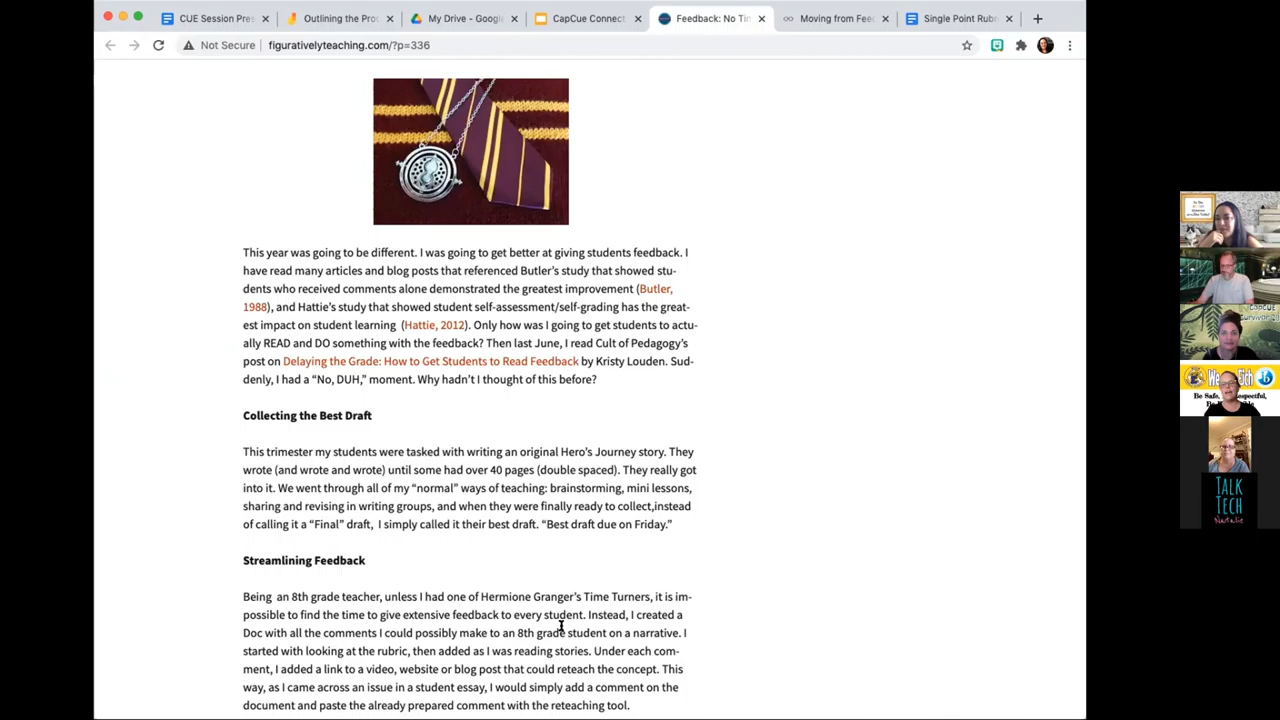 CUE Session Pres
Outlining the Pro
My Drive - Google
CapCue Connect
Feedback: No Tin
Moving from Feed
Single Point Rubr
Not Secure
figurativelyteaching.com/?p=336
This year was going to be different. I was going to get better at giving students feedback. I
have read many articles and blog posts that referenced Butler's study that showed stu-
dents who received comments alone demonstrated the greatest improvement (Butler,
1988), and Hattie's study that showed student self-assessment/self-grading has the great-
est impact on student learning (Hattie, 2012). Only how was I going to get students to actu-
ally READ and DO something with the feedback? Then last June, I read Cult of Pedagogy's
post on Delaying the Grade: How to Get Students to Read Feedback by Kristy Louden. Sud-
denly, I had a “No, DUH,” moment. Why hadn't I thought of this before?
Collecting the Best Draft
This trimester my students were tasked with writing an original Hero's Journey story. They
wrote (and wrote and wrote) until some had over 40 pages (double spaced). They really got
into it. We went through all of my “normal” ways of teaching: brainstorming, mini lessons,
sharing and revising in writing groups, and when they were finally ready to collect,instead
of calling it a “Final” draft, I simply called it their best draft. “Best draft due on Friday.”
Streamlining Feedback
Being an 8th grade teacher, unless I had one of Hermione Granger's Time Turners, it is im-
possible to find the time to give extensive feedback to every student. Instead, I created a
Doc with all the comments I could possibly make to an 8th grade student on a narrative. I
started with looking at the rubric, then added as I was reading stories. Under each com-
ment, I added a link to a video, website or blog post that could reteach the concept. This
way, as I came across an issue in a student essay, I would simply add a comment on the
document and paste the already prepared comment with the reteaching tool.
TALK
TECH
Natalie